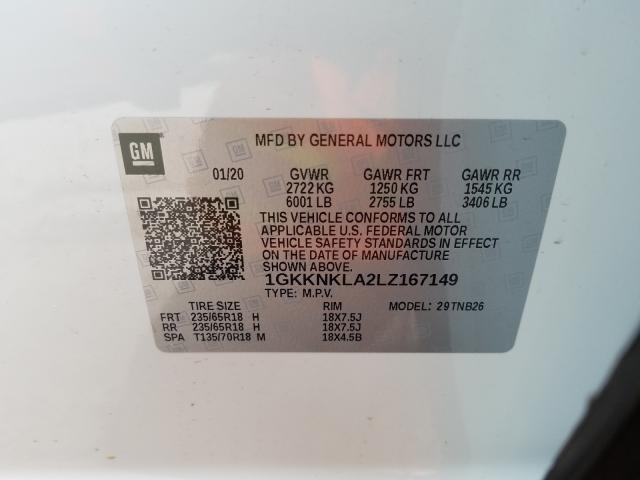 GM
MFD BY GENERAL MOTORS LLC
01/20 GVWR GAWR FRT GAWR RR
2722 KG 1250 KG 1545 KG
6001 LB 2755 LB 3406 LB
THIS VEHICLE CONFORMS TO ALL
APPLICABLE U.S. FEDERAL MOTOR
VEHICLE SAFETY STANDARDS IN EFFECT
ON THE DATE OF MANUFACTURE
SHOWN ABOVE.
1GKKNKLA2LZ167149
TYPE: M.P.V.
TIRE SIZE RIM MODEL: 29TNB26
FRT 235/65R18 H 18X7.5J
RR 235/65R18 H 18X7.5J
SPA T135/70R18 M 18X4.5B